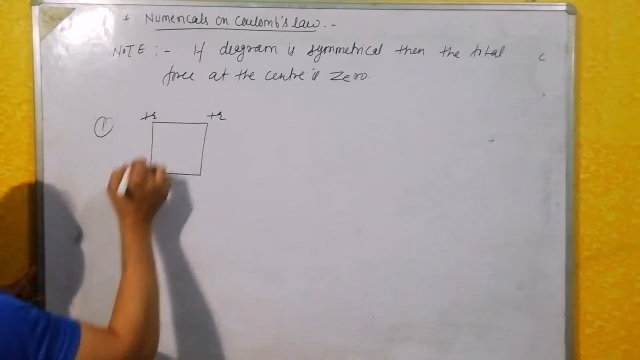 * Numericals on Coulomb's law :-
NOTE :- If diagram is symmetrical then the total
force at the centre is zero.
①
+q +q